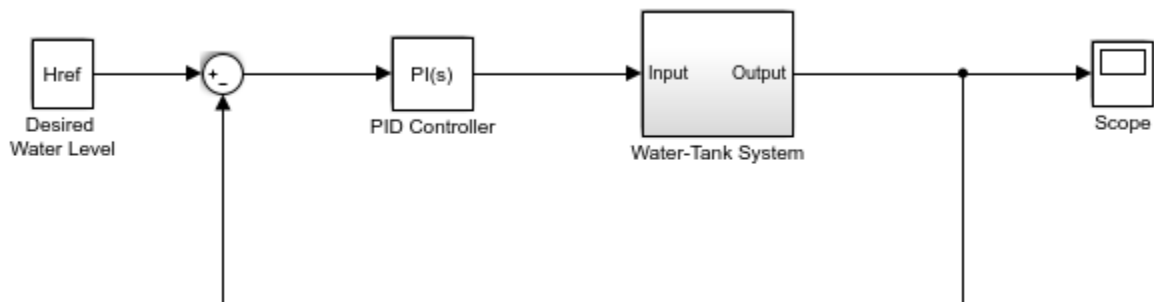 Href
Desired
Water Level
+
−
PI(s)
PID Controller
Input
Output
Water-Tank System
Scope